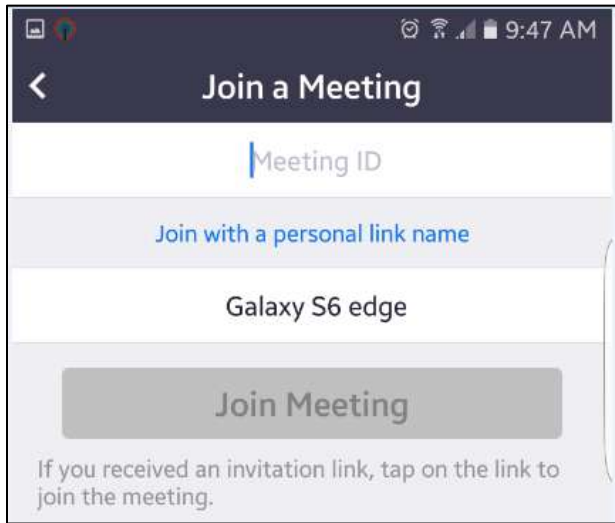 9:47 AM
Join a Meeting
Meeting ID
Join with a personal link name
Galaxy S6 edge
Join Meeting
If you received an invitation link, tap on the link to
join the meeting.